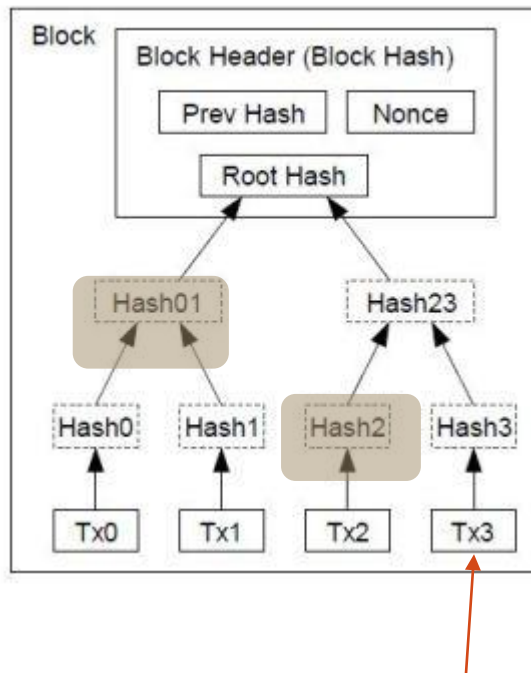 Block
Block Header (Block Hash)
Prev Hash Nonce
Root Hash
Hash01 Hash23
Hash0 Hash1 Hash2 Hash3
Tx0 Tx1 Tx2 Tx3